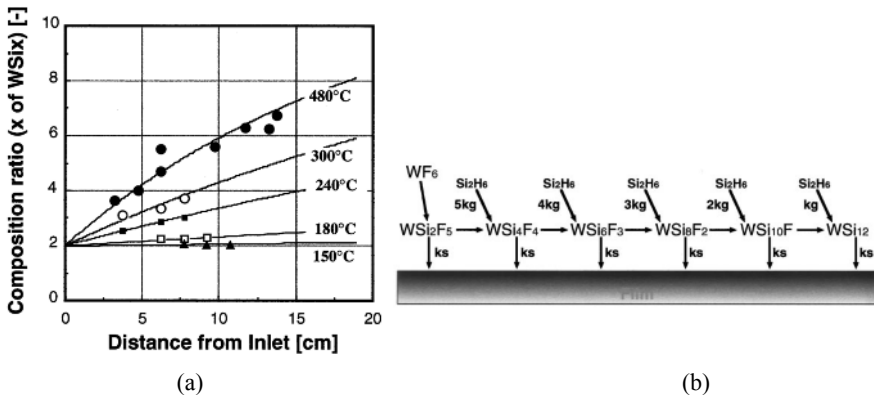 Composition ratio (x of WSix) [-]
10
8
6
4
2
0
480°C
300°C
240°C
180°C
150°C
0 5 10 15 20
Distance from Inlet [cm]
(a)
WF6 Si2H6 Si2H6 Si2H6 Si2H6 Si2H6
5kg 4kg 3kg 2kg kg
WSi2F5 WSi4F4 WSi6F3 WSi8F2 WSi10F WSi12
ks ks ks ks ks ks
(b)